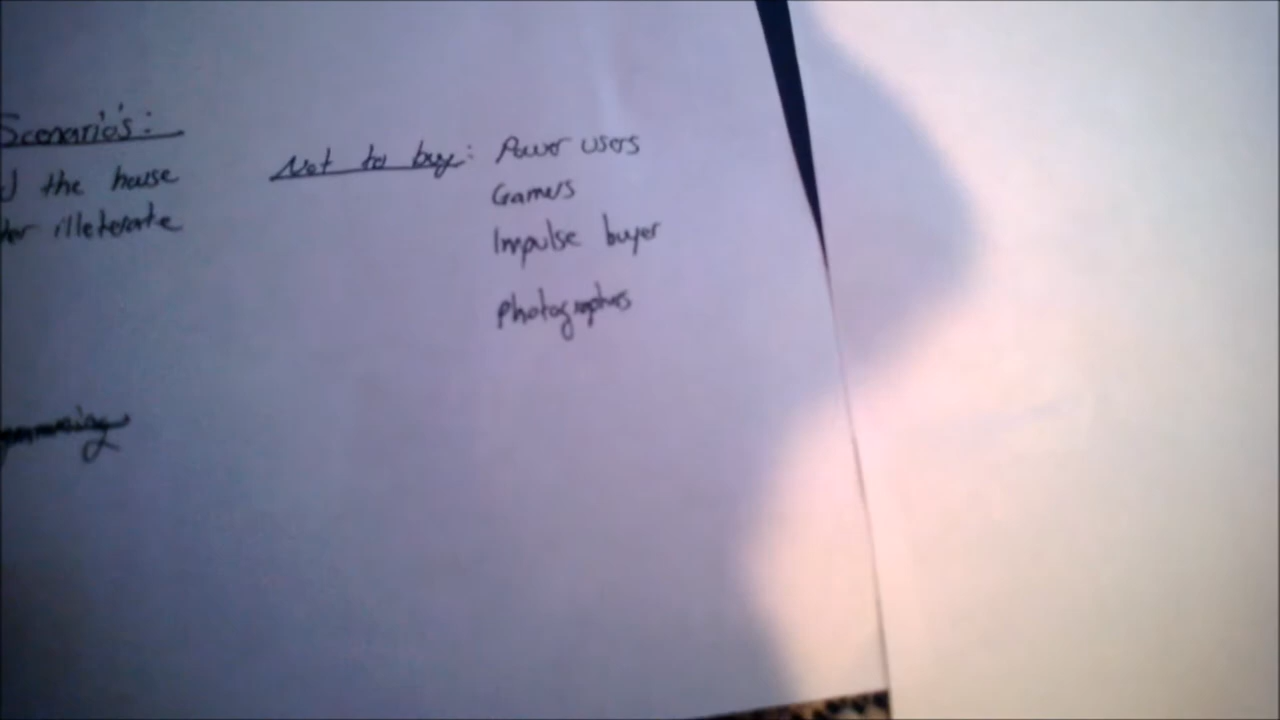 Scenario's:
the house
illeterate
Not to buy: Power users
Gamers
Impulse buyer
Photographers